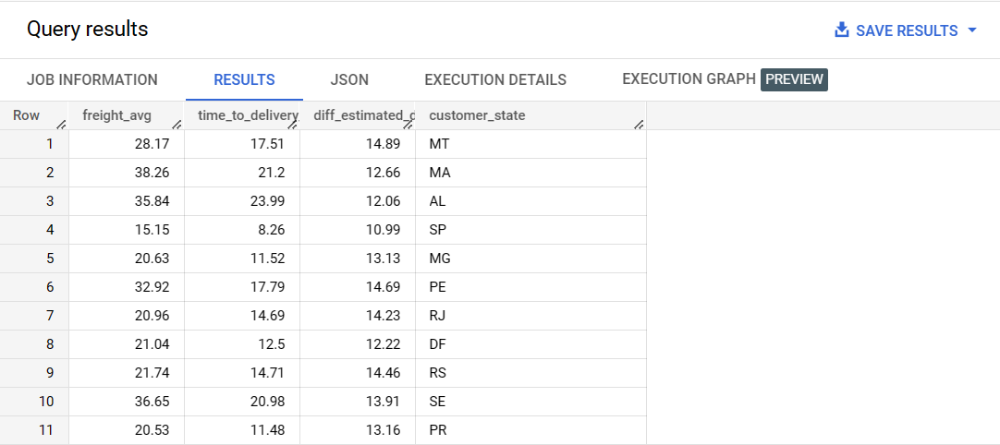 Query results SAVE RESULTS
JOB INFORMATION RESULTS JSON EXECUTION DETAILS EXECUTION GRAPH PREVIEW
Row freight_avg time_to_delivery diff_estimated_d customer_state
1 28.17 17.51 14.89 MT
2 38.26 21.2 12.66 MA
3 35.84 23.99 12.06 AL
4 15.15 8.26 10.99 SP
5 20.63 11.52 13.13 MG
6 32.92 17.79 14.69 PE
7 20.96 14.69 14.23 RJ
8 21.04 12.5 12.22 DF
9 21.74 14.71 14.46 RS
10 36.65 20.98 13.91 SE
11 20.53 11.48 13.16 PR